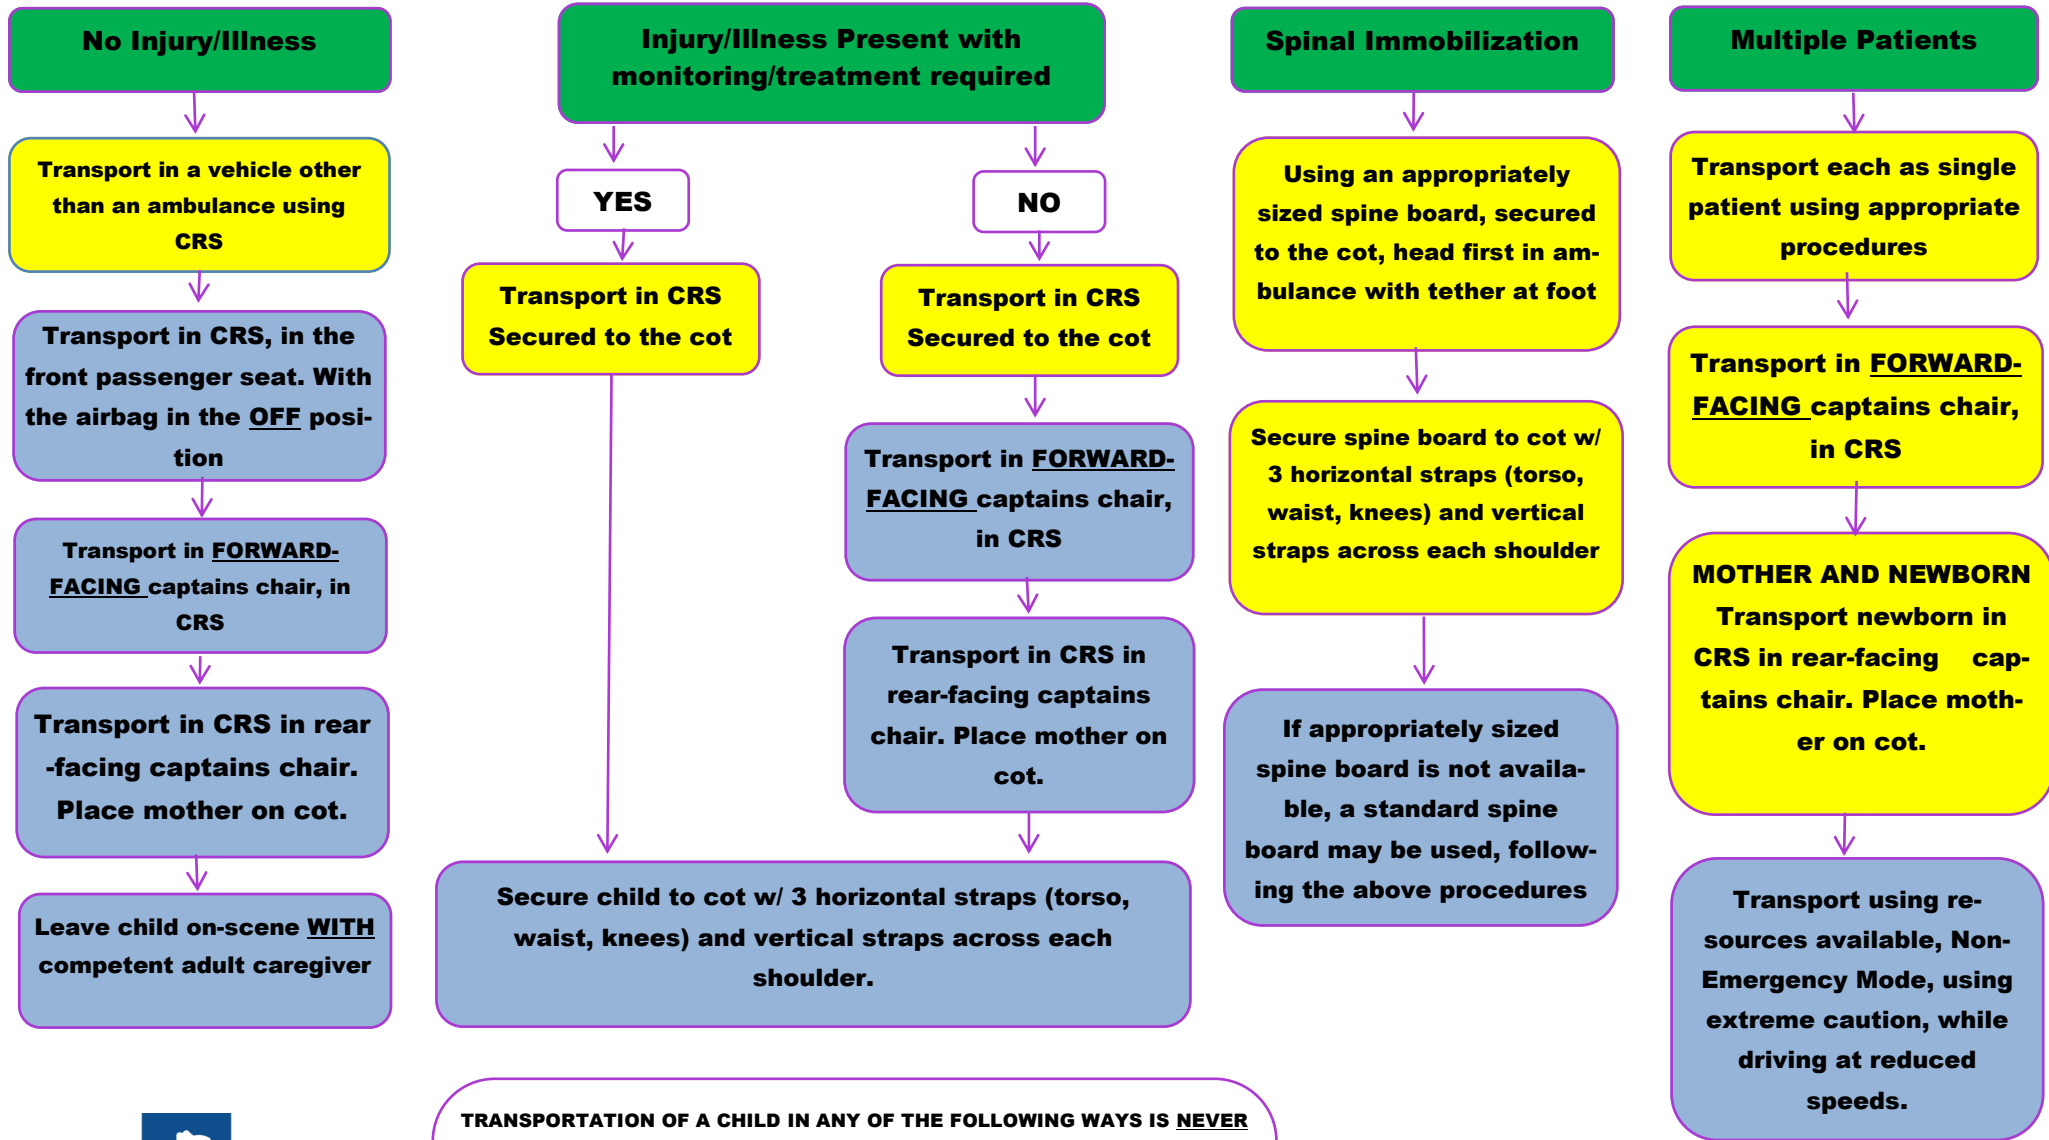 No Injury/Illness
Transport in a vehicle other
than an ambulance using
CRS
Transport in CRS, in the
front passenger seat. With
the airbag in the OFF posi-
tion
Transport in FORWARD-
FACING captains chair, in
CRS
Transport in CRS in rear
-facing captains chair.
Place mother on cot.
Leave child on-scene WITH
competent adult caregiver
Injury/Illness Present with
monitoring/treatment required
YES
Transport in CRS
Secured to the cot
NO
Transport in CRS
Secured to the cot
Transport in FORWARD-
FACING captains chair,
in CRS
Transport in CRS in
rear-facing captains
chair. Place mother on
cot.
Secure child to cot w/ 3 horizontal straps (torso,
waist, knees) and vertical straps across each
shoulder.
Spinal Immobilization
Using an appropriately
sized spine board, secured
to the cot, head first in am-
bulance with tether at foot
Secure spine board to cot w/
3 horizontal straps (torso,
waist, knees) and vertical
straps across each shoulder
If appropriately sized
spine board is not availa-
ble, a standard spine
board may be used, follow-
ing the above procedures
Multiple Patients
Transport each as single
patient using appropriate
procedures
Transport in FORWARD-
FACING captains chair,
in CRS
MOTHER AND NEWBORN
Transport newborn in
CRS in rear-facing cap-
tains chair. Place moth-
er on cot.
Transport using re-
sources available, Non-
Emergency Mode, using
extreme caution, while
driving at reduced
speeds.
TRANSPORTATION OF A CHILD IN ANY OF THE FOLLOWING WAYS IS NEVER